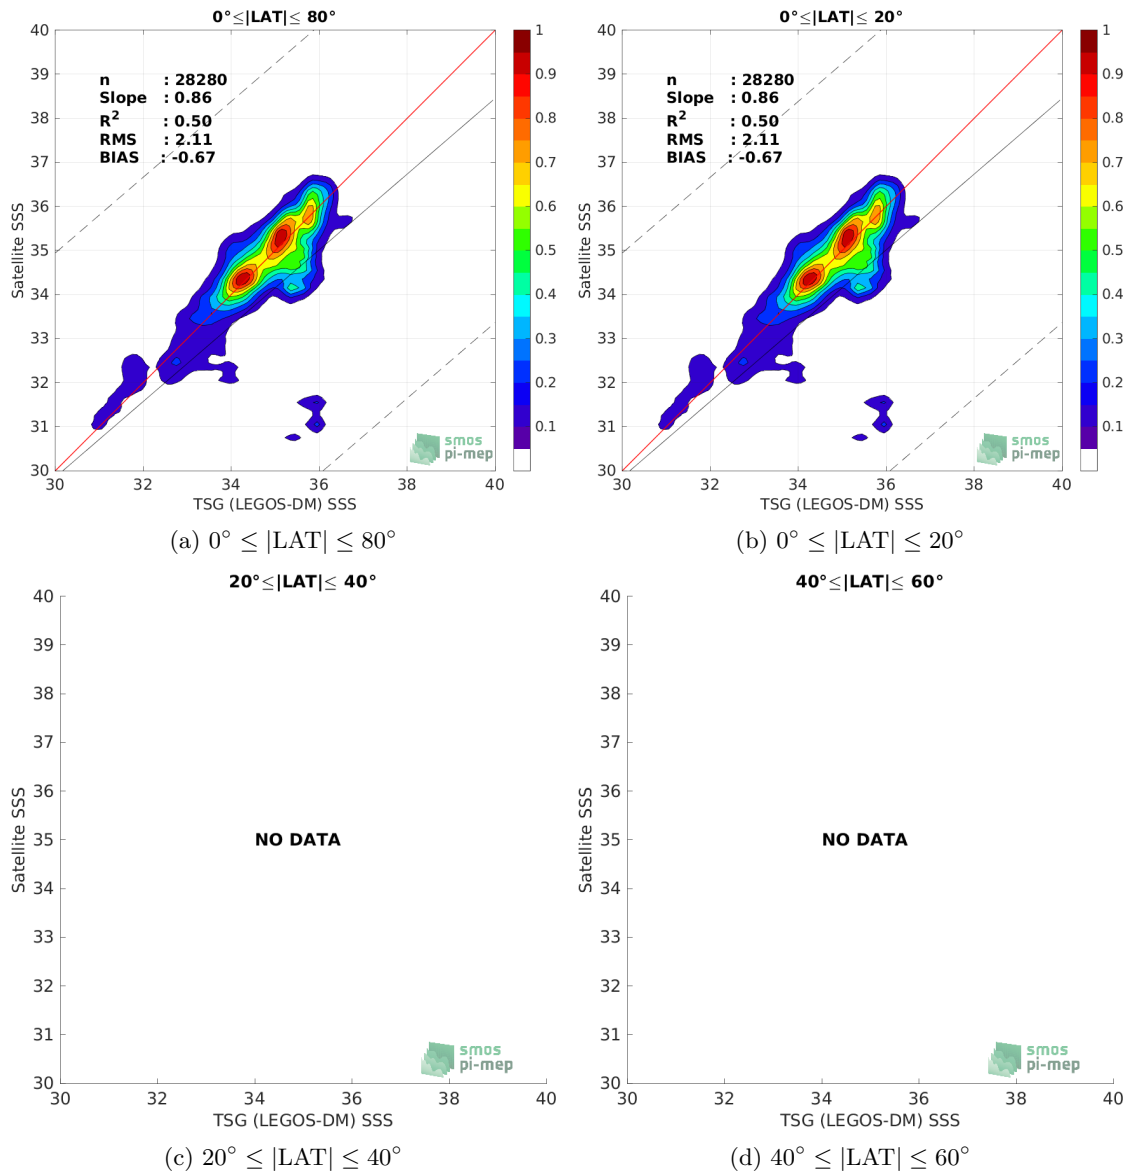 0°≤|LAT|≤ 80°
40
39
38
37
36
35
34
33
32
31
30
Satellite SSS
n : 28280
Slope : 0.86
R² : 0.50
RMS : 2.11
BIAS : -0.67
1
0.9
0.8
0.7
0.6
0.5
0.4
0.3
0.2
0.1
smos
pi-mep
30 32 34 36 38 40
TSG (LEGOS-DM) SSS
(a) 0° ≤ |LAT| ≤ 80°
0°≤|LAT|≤ 20°
40
39
38
37
36
35
34
33
32
31
30
Satellite SSS
n : 28280
Slope : 0.86
R² : 0.50
RMS : 2.11
BIAS : -0.67
1
0.9
0.8
0.7
0.6
0.5
0.4
0.3
0.2
0.1
smos
pi-mep
30 32 34 36 38 40
TSG (LEGOS-DM) SSS
(b) 0° ≤ |LAT| ≤ 20°
20°≤|LAT|≤ 40°
40
39
38
37
36
35
34
33
32
31
30
Satellite SSS
NO DATA
smos
pi-mep
30 32 34 36 38 40
TSG (LEGOS-DM) SSS
(c) 20° ≤ |LAT| ≤ 40°
40°≤|LAT|≤ 60°
40
39
38
37
36
35
34
33
32
31
30
Satellite SSS
NO DATA
smos
pi-mep
30 32 34 36 38 40
TSG (LEGOS-DM) SSS
(d) 40° ≤ |LAT| ≤ 60°